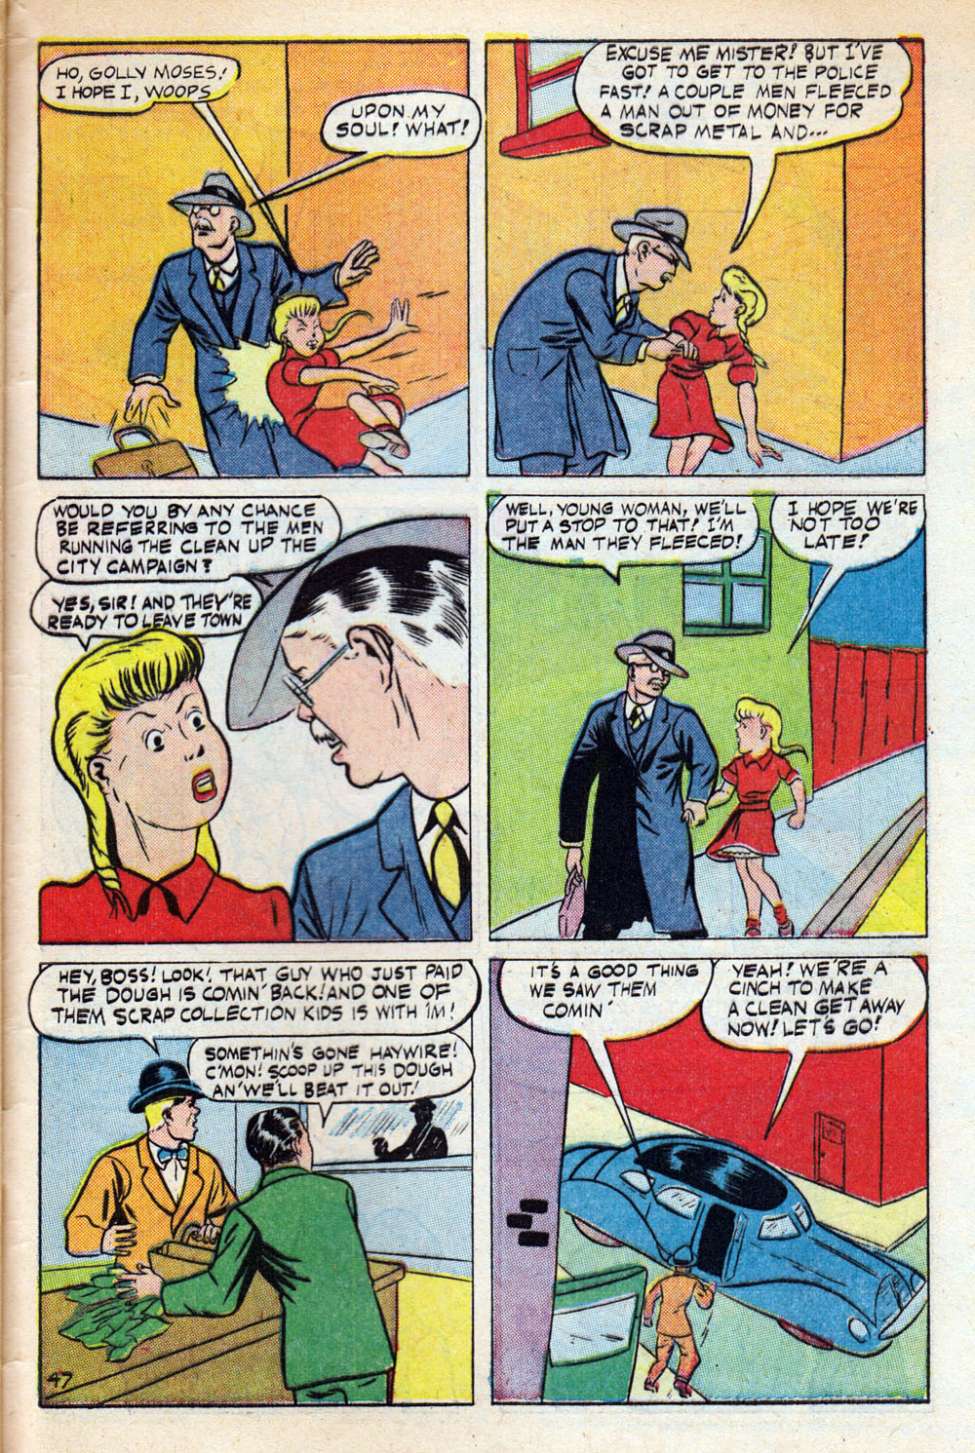 HO, GOLLY MOSES!
I HOPE I, WOOPS
UPON MY
SOUL! WHAT!
EXCUSE ME MISTER! BUT I'VE
GOT TO GET TO THE POLICE
FAST! A COUPLE MEN FLEECED
A MAN OUT OF MONEY FOR
SCRAP METAL AND...
WOULD YOU BY ANY CHANCE
BE REFERRING TO THE MEN
RUNNING THE CLEAN UP THE
CITY CAMPAIGN?
YES, SIR! AND THEY'RE
READY TO LEAVE TOWN
WELL, YOUNG WOMAN, WE'LL
PUT A STOP TO THAT! I'M
THE MAN THEY FLEECED!
I HOPE WE'RE
NOT TOO
LATE!
HEY, BOSS! LOOK! THAT GUY WHO JUST PAID
THE DOUGH IS COMIN' BACK! AND ONE OF
THEM SCRAP COLLECTION KIDS IS WITH 'IM!
SOMETHIN'S GONE HAYWIRE!
C'MON! SCOOP UP THIS DOUGH
AN' WE'LL BEAT IT OUT!
47
IT'S A GOOD THING
WE SAW THEM
COMIN'
YEAH! WE'RE A
CINCH TO MAKE
A CLEAN GETAWAY
NOW! LET'S GO!